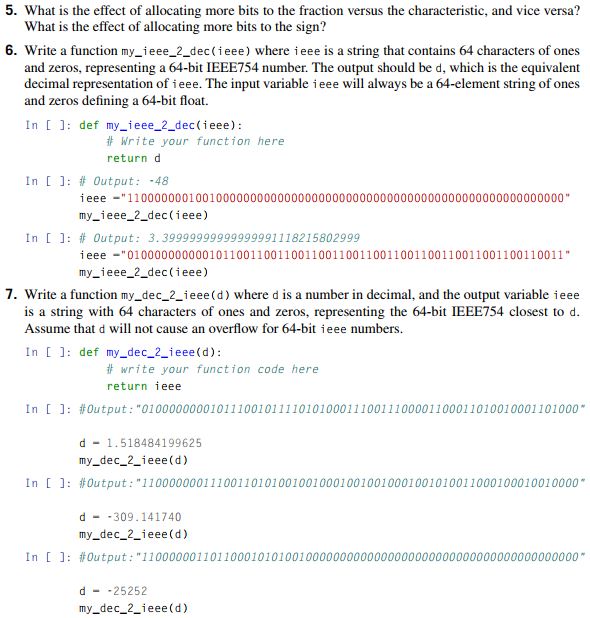 5. What is the effect of allocating more bits to the fraction versus the characteristic, and vice versa?
What is the effect of allocating more bits to the sign?
6. Write a function my_ieee_2_dec(ieee) where ieee is a string that contains 64 characters of ones
and zeros, representing a 64-bit IEEE754 number. The output should be d, which is the equivalent
decimal representation of ieee. The input variable ieee will always be a 64-element string of ones
and zeros defining a 64-bit float.
In [ ]: def my_ieee_2_dec(ieee):
# Write your function here
return d
In [ ]: # Output: -48
ieee ="1100000001001000000000000000000000000000000000000000000000000000"
my_ieee_2_dec(ieee)
In [ ]: # Output: 3.39999999999999991118215802999
ieee ="0100000000001011001100110011001100110011001100110011001100110011"
my_ieee_2_dec(ieee)
7. Write a function my_dec_2_ieee(d) where d is a number in decimal, and the output variable ieee
is a string with 64 characters of ones and zeros, representing the 64-bit IEEE754 closest to d.
Assume that d will not cause an overflow for 64-bit ieee numbers.
In [ ]: def my_dec_2_ieee(d):
# write your function code here
return ieee
In [ ]: #Output:"0100000000010111001011110101000111001110000110001101001000110100"
d = 1.518484199625
my_dec_2_ieee(d)
In [ ]: #Output:"1100000001110011010100100100010010010001001010011000100010010000"
d = -309.141740
my_dec_2_ieee(d)
In [ ]: #Output:"1100000011011000101010010000000000000000000000000000000000000000"
d = -25252
my_dec_2_ieee(d)